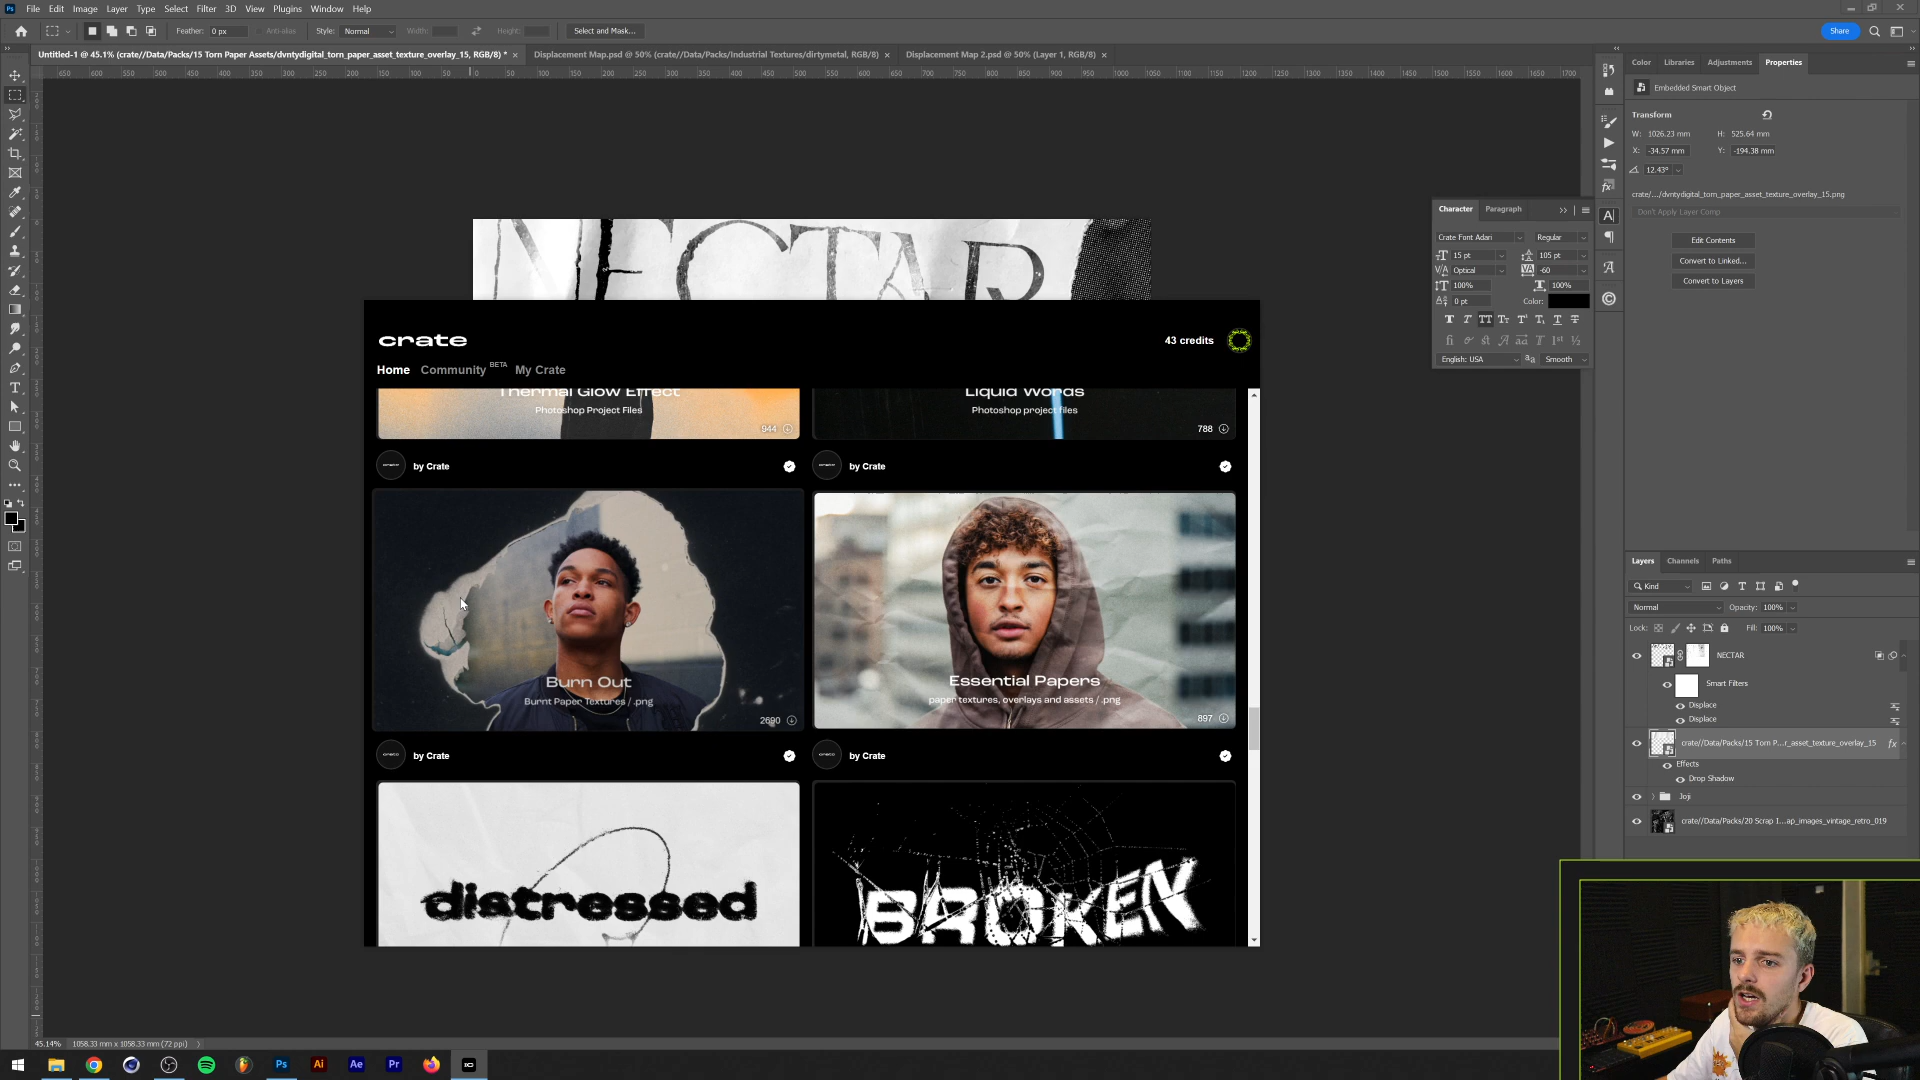 File Edit Image Layer Type Select Filter 3D View Plugins Window Help
Feather: 0 px Anti-alias Style: Normal Width: Height: Select and Mask... Share
Untitled-1 @ 45.1% (crate//Data/Packs/15 Torn Paper Assets/dvntydigital_torn_paper_asset_texture_overlay_15, RGB/8) * × Displacement Map.psd @ 50% (crate//Data/Packs/Industrial Textures/dirtymetal, RGB/8) × Displacement Map 2.psd @ 50% (Layer 1, RGB/8) ×
Color Libraries Adjustments Properties
Embedded Smart Object
Transform
W: 1026.23 mm H: 525.64 mm
X: -34.57 mm Y: -194.38 mm
12.43°
crate/.../dvntydigital_torn_paper_asset_texture_overlay_15.png
Don't Apply Layer Comp
Edit Contents
Convert to Linked...
Convert to Layers
Character Paragraph
Crate Font Adari Regular
15 pt 105 pt
Optical -60
100% 100%
0 pt Color:
English: USA Smooth
NECTAR
crate
43 credits
Home Community BETA My Crate
Thermal Glow Effect
Photoshop Project Files
944
Liquid Words
Photoshop project files
788
by Crate
by Crate
Burn Out
Burnt Paper Textures / .png
2690
Essential Papers
paper textures, overlays and assets / .png
897
by Crate
by Crate
distressed
BROKEN
Layers Channels Paths
Kind
Normal Opacity: 100%
Lock: Fill: 100%
NECTAR
Smart Filters
Displace
Displace
crate//Data/Packs/15 Torn P...r_asset_texture_overlay_15 fx
Effects
Drop Shadow
Joji
crate//Data/Packs/20 Scrap I...ap_images_vintage_retro_019
45.14% 1058.33 mm x 1058.33 mm (72 ppi)
Ps Ai Ae Pr